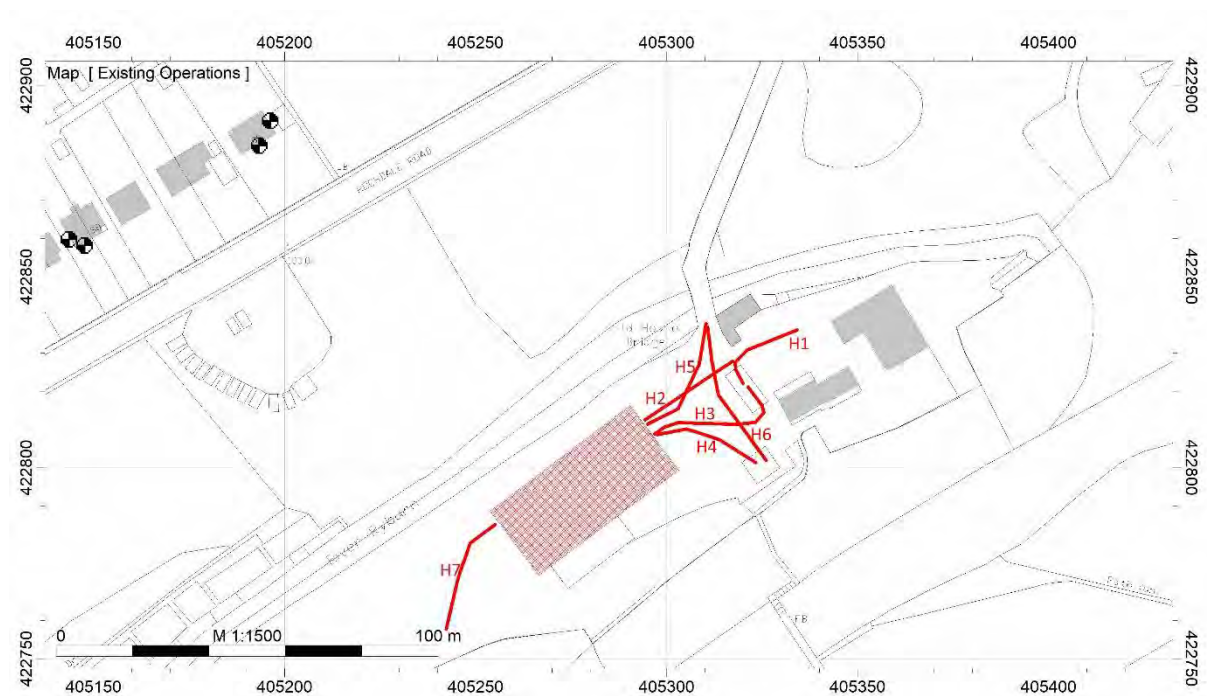 405150 405200 405250 405300 405350 405400
Map [ Existing Operations ]
422900
422900
ROCHDALE ROAD
422850
422850
Bridge
H1
H5
H2
H3
H6
H4
422800
422800
River Ryburn
H7
0 M 1:1500 100 m
FB
422750
422750
405150 405200 405250 405300 405350 405400